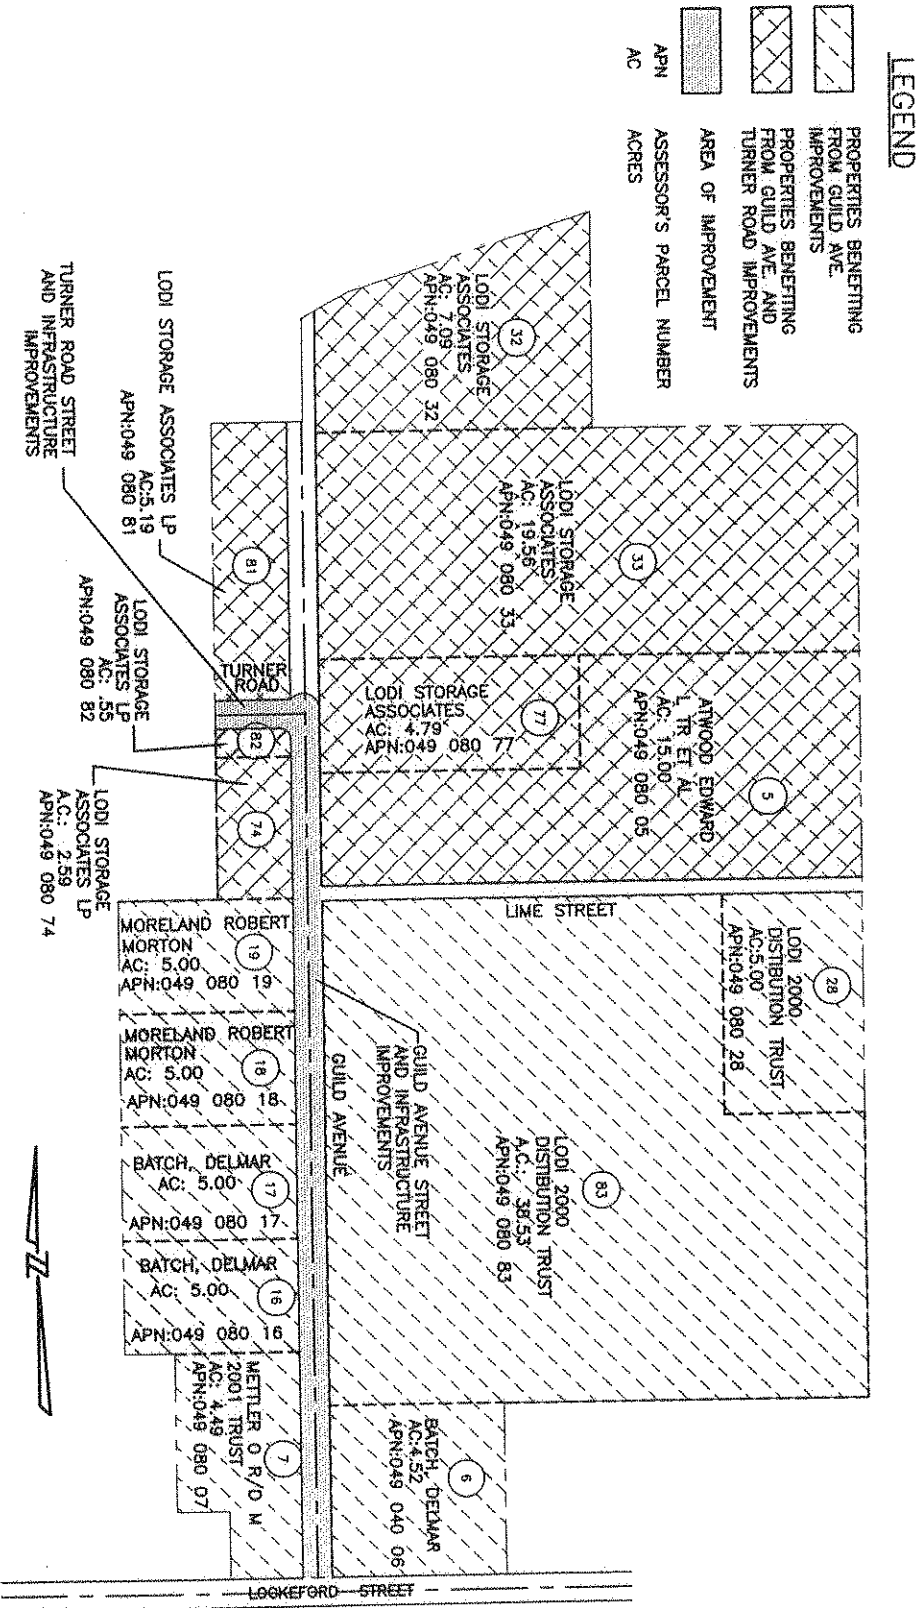 LEGEND
PROPERTIES BENEFITING
FROM GUILD AVE.
IMPROVEMENTS
PROPERTIES BENEFITING
FROM GUILD AVE. AND
TURNER ROAD IMPROVEMENTS
AREA OF IMPROVEMENT
APN ASSESSOR'S PARCEL NUMBER
AC ACRES
32
LODI STORAGE
ASSOCIATES
AC: 7.09
APN:049 080 32
33
LODI STORAGE
ASSOCIATES
AC: 19.56
APN:049 080 33
LODI STORAGE ASSOCIATES LP
AC:5.19
APN:049 080 81
81
TURNER ROAD STREET
AND INFRASTRUCTURE
IMPROVEMENTS
TURNER
ROAD
LODI STORAGE
ASSOCIATES LP
AC: .55
APN:049 080 82
82
LODI STORAGE
ASSOCIATES
AC: 4.79
APN:049 080 77
77
ATWOOD EDWARD
L TR ET AL
AC: 15.00
APN:049 080 05
5
LODI STORAGE
ASSOCIATES LP
A.C.: 2.59
APN:049 080 74
74
LIME STREET
LODI 2000
DISTIBUTION TRUST
AC:5.00
APN:049 080 28
28
MORELAND ROBERT
MORTON
AC: 5.00
APN:049 080 19
19
MORELAND ROBERT
MORTON
AC: 5.00
APN:049 080 18
18
GUILD AVENUE
GUILD AVENUE STREET
AND INFRASTRUCTURE
IMPROVEMENTS
LODI 2000
DISTIBUTION TRUST
A.C.: 38.53
APN:049 080 83
83
BATCH, DELMAR
AC: 5.00
APN:049 080 17
17
BATCH, DELMAR
AC: 5.00
APN:049 080 16
16
Z
METTLER O R/O M
2001 TRUST
AC: 4.49
APN:049 080 07
7
BATCH, DELMAR
AC:4.52
APN:049 040 06
6
LOCKEFORD STREET